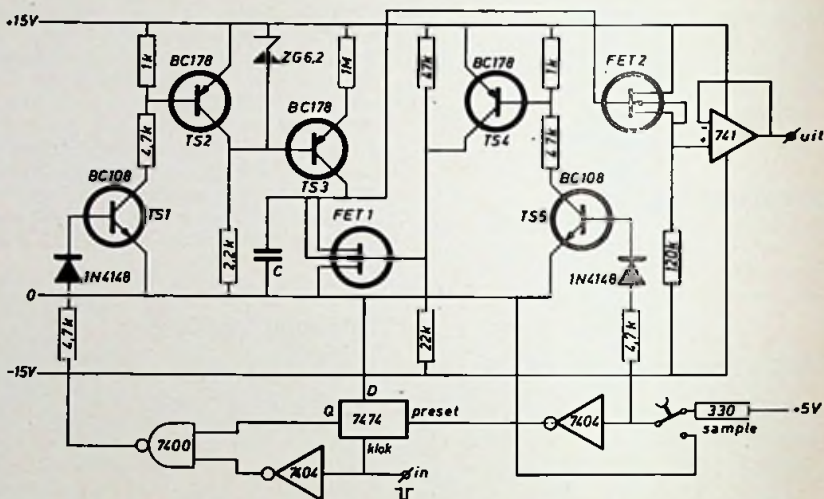 +15V
1k
BC178
TS2
ZG6,2
1M
BC178
TS3
47k
BC178
TS4
1k
FET 2
4,7k
4,7k
741
-
+
uit
BC108
TS1
FET 1
BC108
TS5
1N4148
2,2k
C
1N4148
120k
0
4,7k
22k
4,7k
-15V
D
Q
7474
preset
klok
7400
7404
in
7404
330
+5V
sample